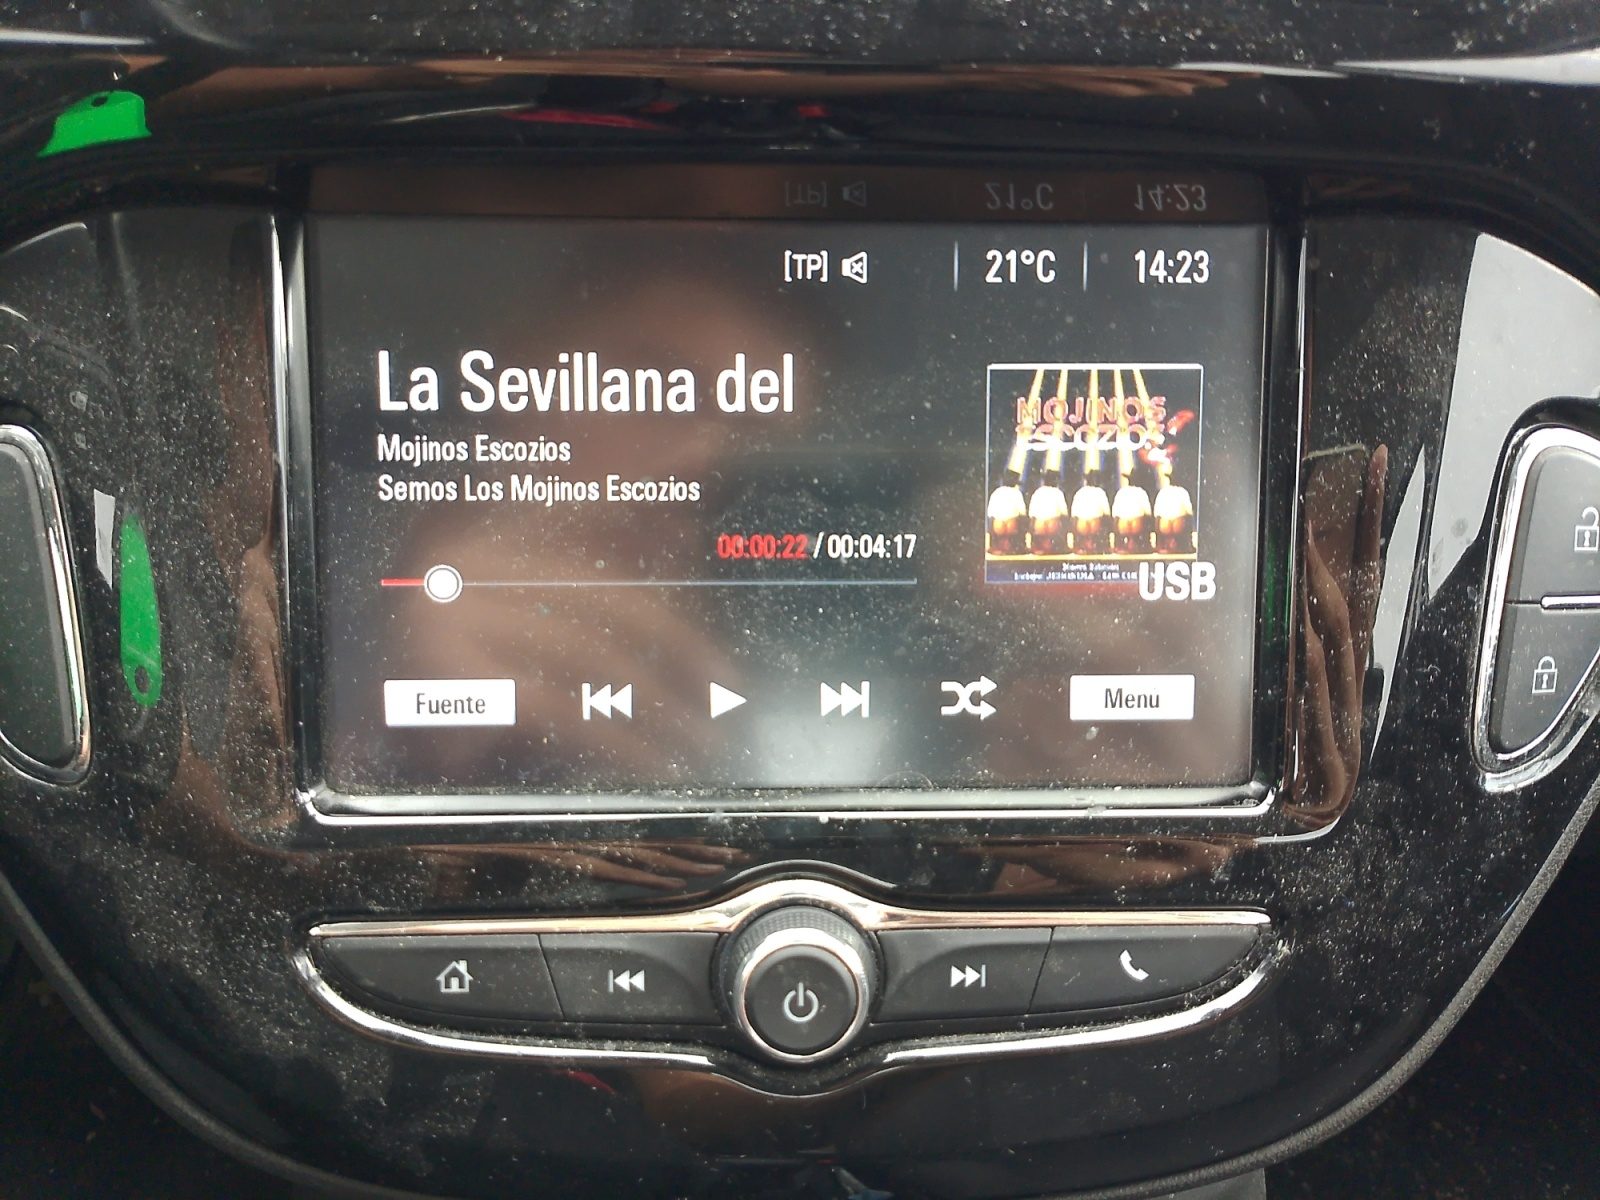 [TP] 21°C 14:23
La Sevillana del
Mojinos Escozios
Semos Los Mojinos Escozios
00:00:22 / 00:04:17
MOJINOS
ESCOZIOS
USB
Fuente
Menú